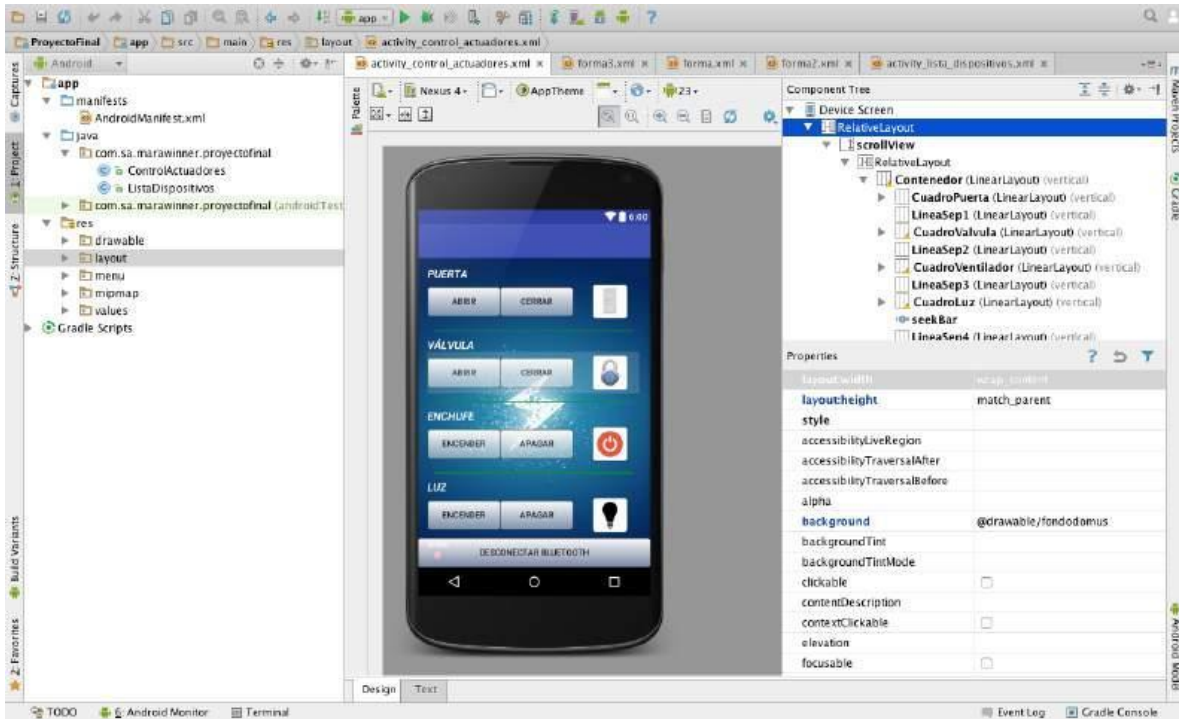 app
?
ProyectoFinal app src main res layout activity_control_actuadores.xml
Android
activity_control_actuadores.xml
forma3.xml
forma.xml
forma2.xml
activity_lista_dispositivos.xml
Captures
1: Project
Z: Structure
Build Variants
2: Favorites
app
manifests
AndroidManifest.xml
java
com.sa.marawinner.proyectofinal
ControlActuadores
ListaDispositivos
com.sa.marawinner.proyectofinal (androidTest
res
drawable
layout
menu
mipmap
values
Gradle Scripts
Palette
Nexus 4
AppTheme
23
6:00
PUERTA
ABRIR
CERRAR
VÁLVULA
ABRIR
CERRAR
ENCHUFE
ENCENDER
APAGAR
LUZ
ENCENDER
APAGAR
DESCONECTAR BLUETOOTH
Design
Text
Component Tree
Device Screen
RelativeLayout
scrollView
RelativeLayout
Contenedor (LinearLayout) (vertical)
CuadroPuerta (LinearLayout) (vertical)
LineaSep1 (LinearLayout) (vertical)
CuadroValvula (LinearLayout) (vertical)
LineaSep2 (LinearLayout) (vertical)
CuadroVentilador (LinearLayout) (vertical)
LineaSep3 (LinearLayout) (vertical)
CuadroLuz (LinearLayout) (vertical)
seekBar
LineaSep4 (LinearLayout) (vertical)
Properties
?
layout:width wrap_content
layout:height match_parent
style
accessibilityLiveRegion
accessibilityTraversalAfter
accessibilityTraversalBefore
alpha
background @drawable/fondodomus
backgroundTint
backgroundTintMode
clickable
contentDescription
contextClickable
elevation
focusable
Maven Projects
Gradle
Android Model
TODO
6: Android Monitor
Terminal
Event Log
Gradle Console